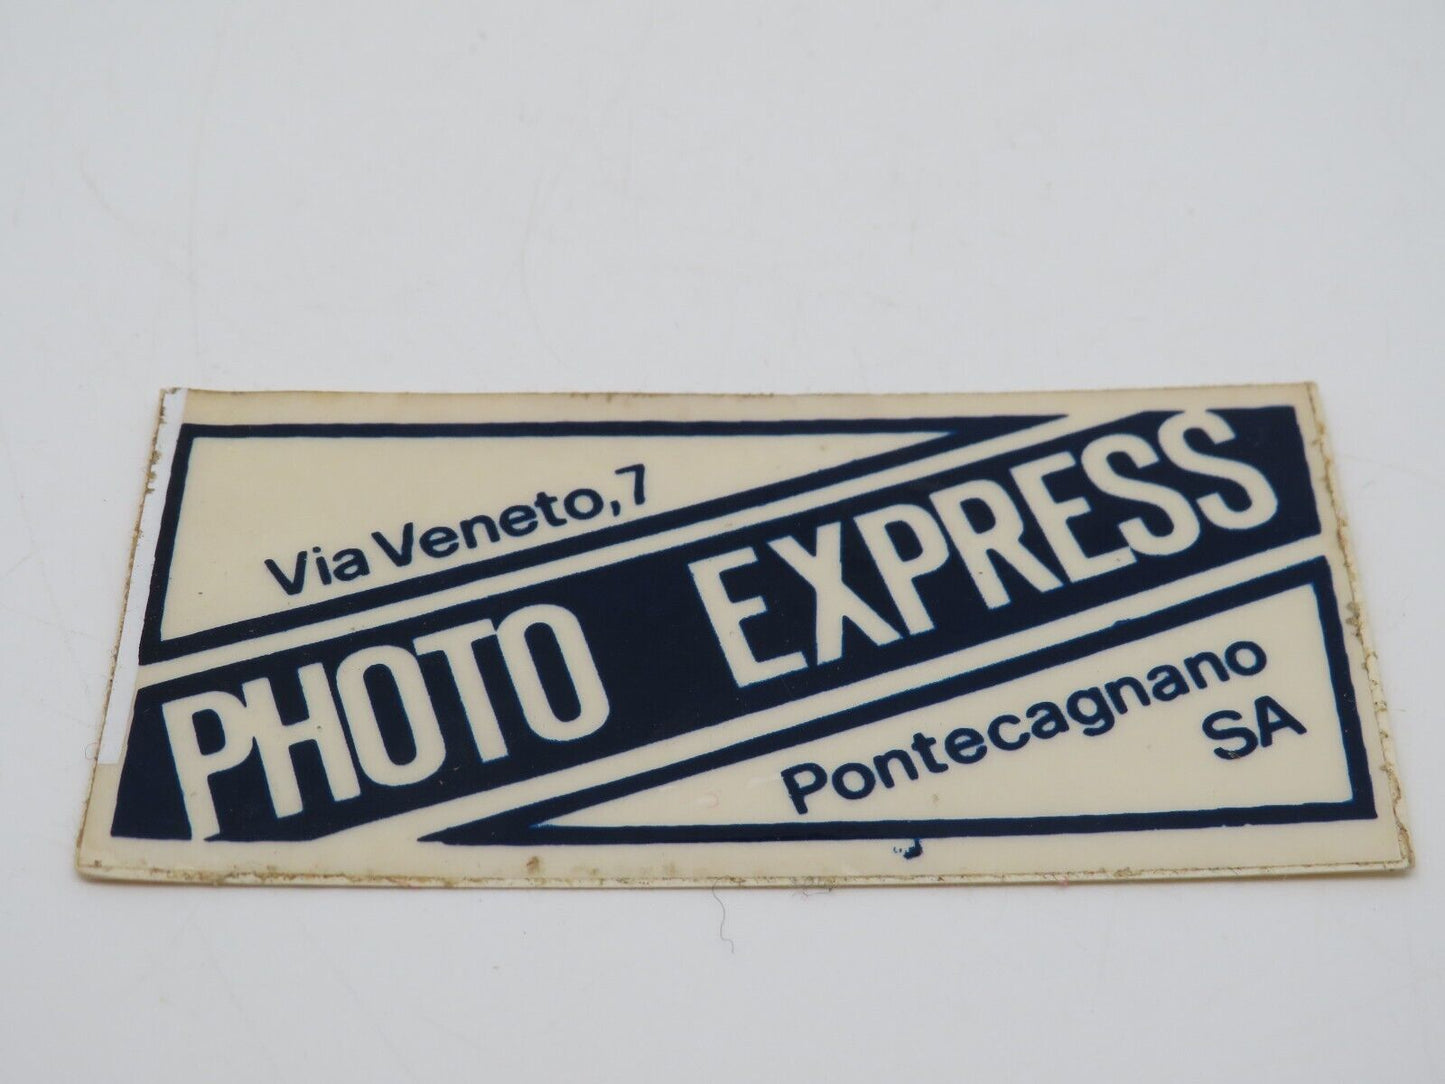 Via Veneto, 7
PHOTO EXPRESS
Pontecagnano
SA